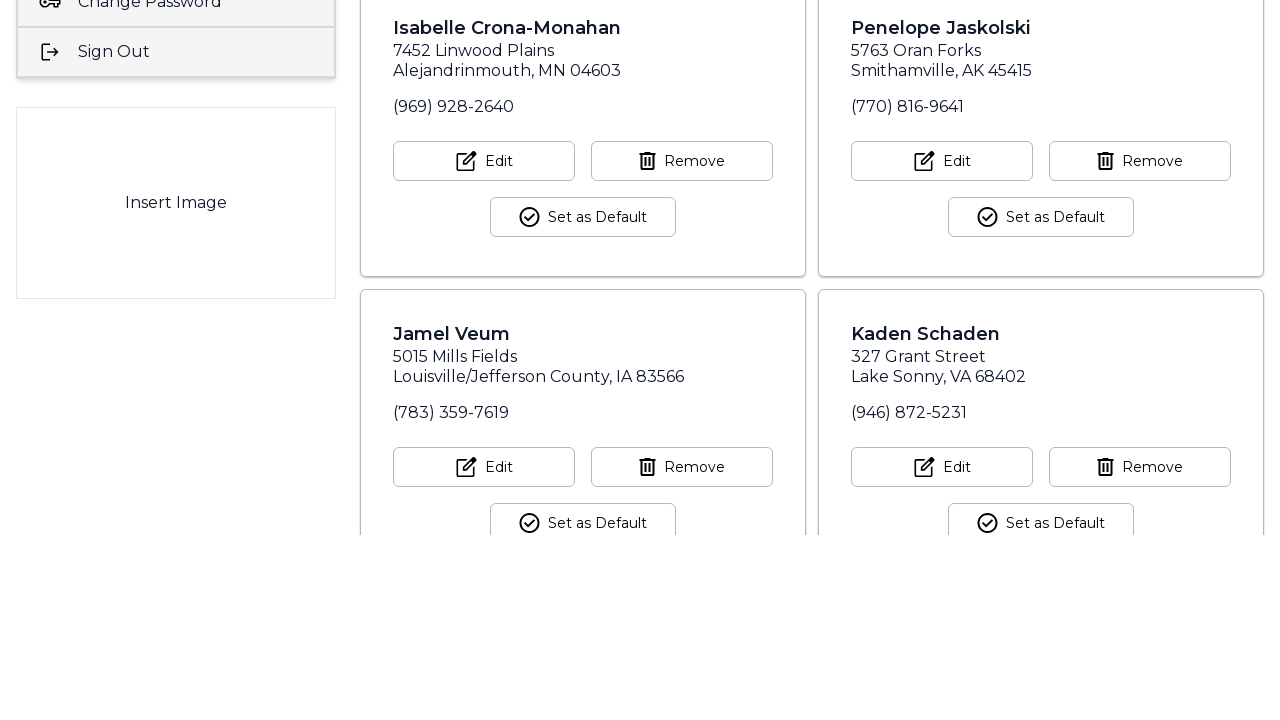 Change Password
Sign Out
Insert Image
Isabelle Crona-Monahan
7452 Linwood Plains
Alejandrinmouth, MN 04603
(969) 928-2640
Edit
Remove
Set as Default
Penelope Jaskolski
5763 Oran Forks
Smithamville, AK 45415
(770) 816-9641
Edit
Remove
Set as Default
Jamel Veum
5015 Mills Fields
Louisville/Jefferson County, IA 83566
(783) 359-7619
Edit
Remove
Set as Default
Kaden Schaden
327 Grant Street
Lake Sonny, VA 68402
(946) 872-5231
Edit
Remove
Set as Default